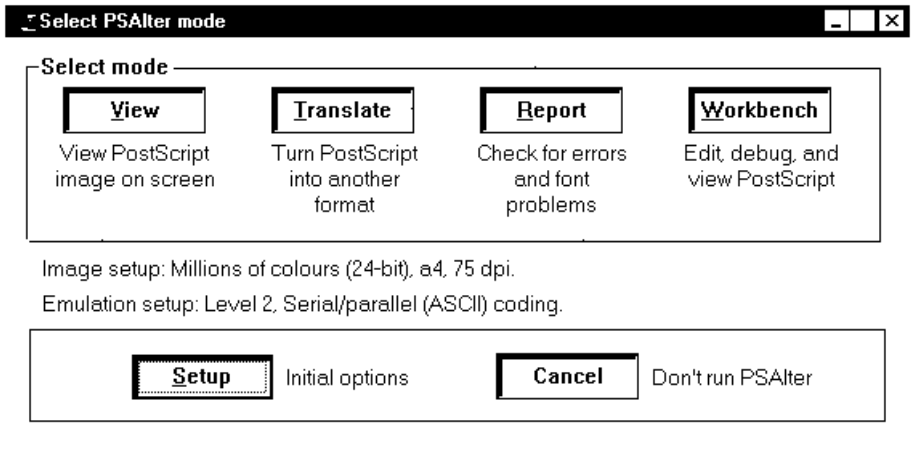 Select PSAlter mode
Select mode
View
Translate
Report
Workbench
View PostScript
image on screen
Turn PostScript
into another
format
Check for errors
and font
problems
Edit, debug, and
view PostScript
Image setup: Millions of colours (24-bit), a4, 75 dpi.
Emulation setup: Level 2, Serial/parallel (ASCII) coding.
Setup
Initial options
Cancel
Don't run PSAlter